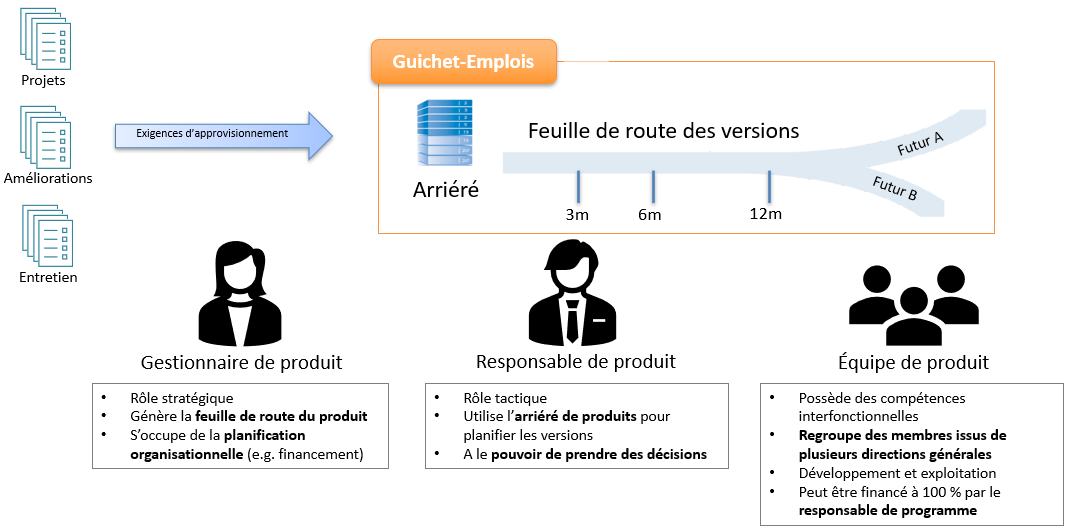 Projets
Améliorations
Entretien
Exigences d'approvisionnement
Guichet-Emplois
Arriéré
Feuille de route des versions
3m
6m
12m
Futur A
Futur B
Gestionnaire de produit
• Rôle stratégique
• Génère la feuille de route du produit
• S'occupe de la planification
organisationnelle (e.g. financement)
Responsable de produit
• Rôle tactique
• Utilise l'arriéré de produits pour
planifier les versions
• A le pouvoir de prendre des décisions
Équipe de produit
• Possède des compétences
interfonctionnelles
• Regroupe des membres issus de
plusieurs directions générales
• Développement et exploitation
• Peut être financé à 100 % par le
responsable de programme